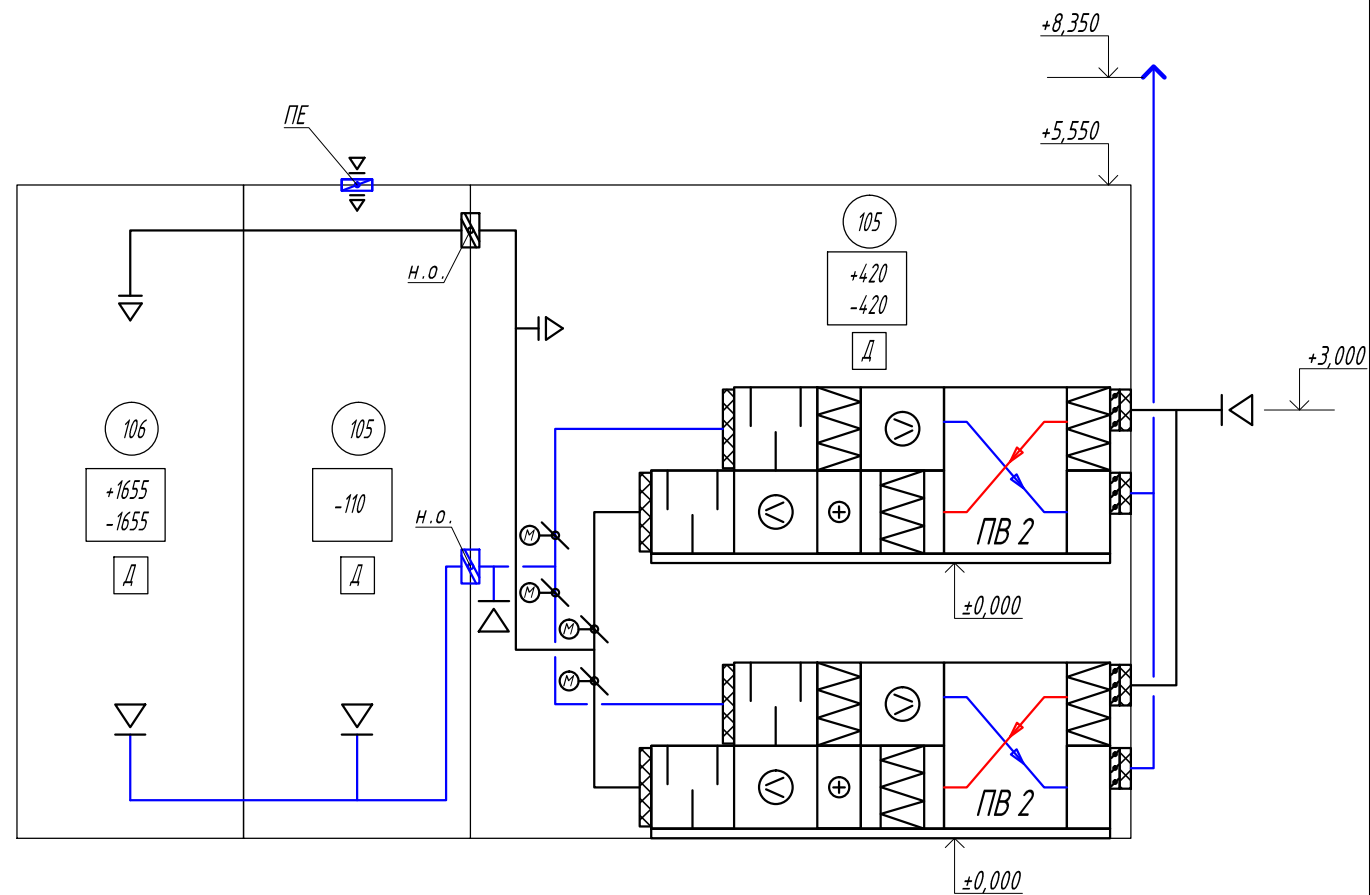 +8,350
ПЕ
+5,550
105
н.о.
+420
-420
Д
+3,000
106
105
+1655
-1655
-110
н.о.
М
ПВ 2
Д
Д
М
±0,000
М
М
ПВ 2
±0,000